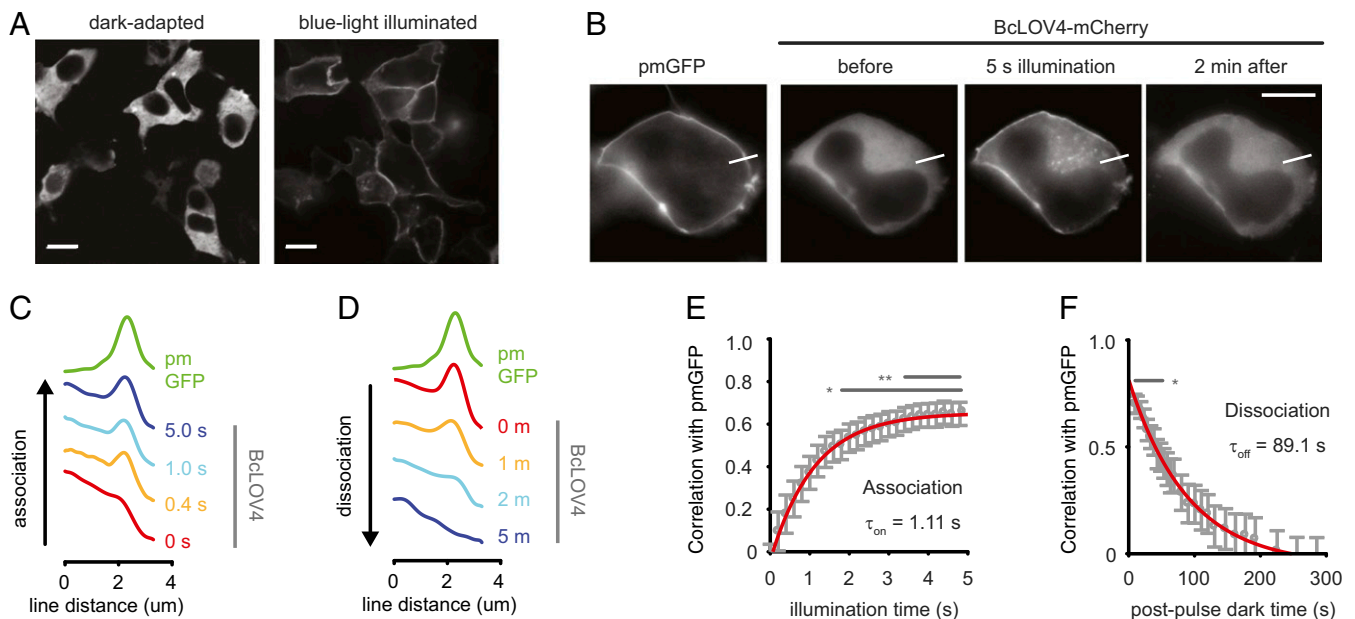 A
dark-adapted
blue-light illuminated
B
BcLOV4-mCherry
pmGFP
before
5 s illumination
2 min after
C
pm
GFP
5.0 s
1.0 s
0.4 s
0 s
association
BcLOV4
0 2 4
line distance (um)
D
pm
GFP
0 m
1 m
2 m
5 m
dissociation
BcLOV4
0 2 4
line distance (um)
E
Correlation with pmGFP
1.0
0.8
0.6
0.4
0.2
0
*
**
Association
τon = 1.11 s
0 1 2 3 4 5
illumination time (s)
F
Correlation with pmGFP
1.0
0.5
0
*
Dissociation
τoff = 89.1 s
0 100 200 300
post-pulse dark time (s)